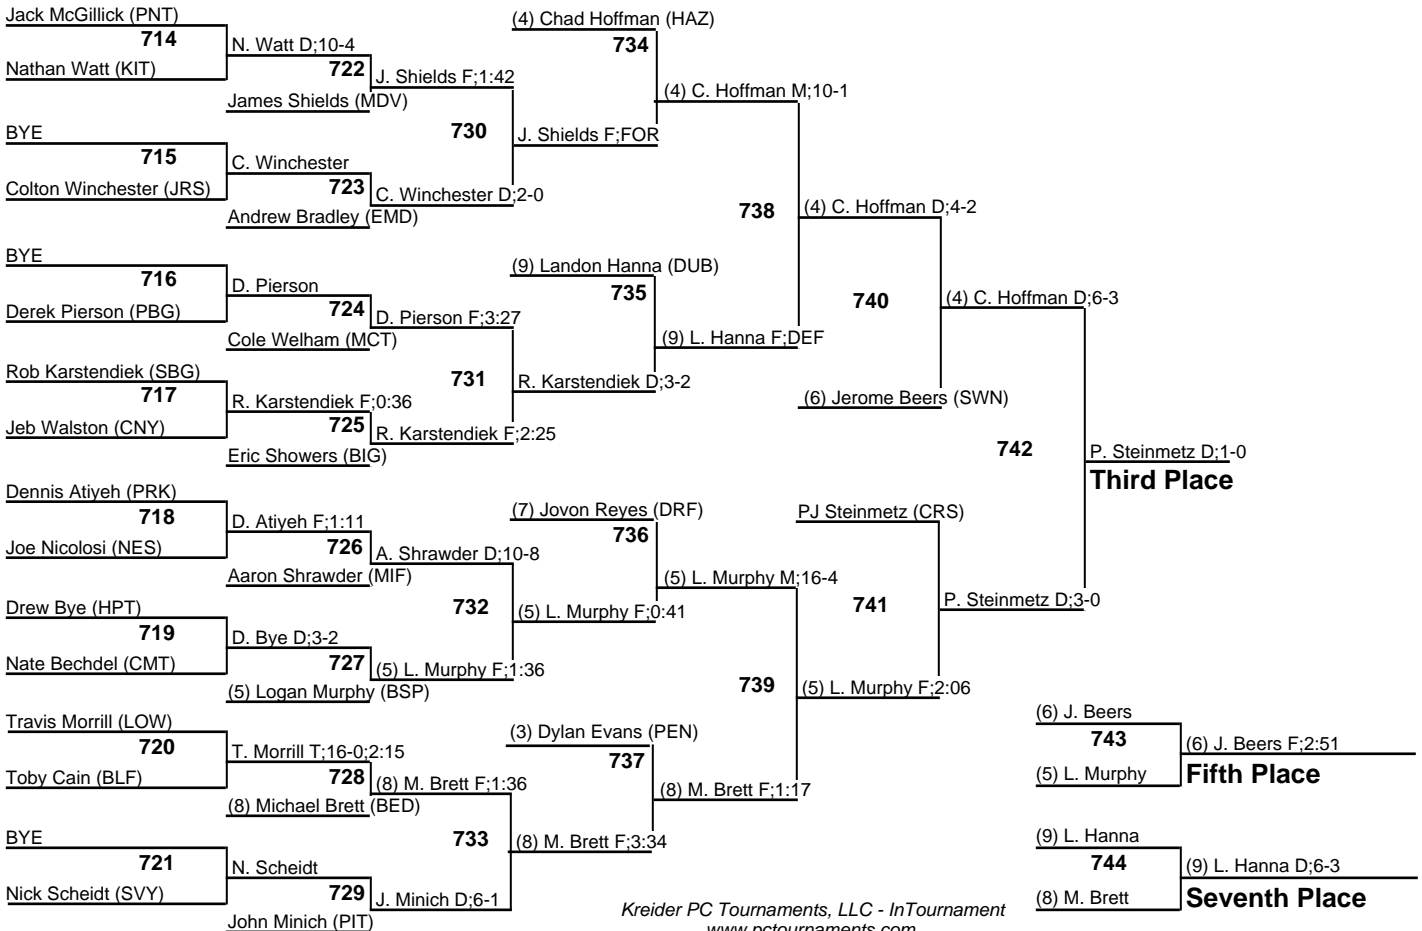 Jack McGillick (PNT)
714
Nathan Watt (KIT)
N. Watt D;10-4
722
James Shields (MDV)
J. Shields F;1:42
BYE
715
Colton Winchester (JRS)
C. Winchester
723
Andrew Bradley (EMD)
C. Winchester D;2-0
730
J. Shields F;FOR
(4) Chad Hoffman (HAZ)
734
(4) C. Hoffman M;10-1
BYE
716
Derek Pierson (PBG)
D. Pierson
724
Cole Welham (MCT)
D. Pierson F;3:27
Rob Karstendiek (SBG)
717
Jeb Walston (CNY)
R. Karstendiek F;0:36
725
Eric Showers (BIG)
R. Karstendiek F;2:25
731
R. Karstendiek D;3-2
(9) Landon Hanna (DUB)
735
(9) L. Hanna F;DEF
738
(4) C. Hoffman D;4-2
740
(6) Jerome Beers (SWN)
(4) C. Hoffman D;6-3
Dennis Atiyeh (PRK)
718
Joe Nicolosi (NES)
D. Atiyeh F;1:11
726
Aaron Shrawder (MIF)
A. Shrawder D;10-8
Drew Bye (HPT)
719
Nate Bechdel (CMT)
D. Bye D;3-2
727
(5) Logan Murphy (BSP)
(5) L. Murphy F;1:36
732
(5) L. Murphy F;0:41
(7) Jovon Reyes (DRF)
736
(5) L. Murphy M;16-4
Travis Morrill (LOW)
720
Toby Cain (BLF)
T. Morrill T;16-0;2:15
728
(8) Michael Brett (BED)
(8) M. Brett F;1:36
BYE
721
Nick Scheidt (SVY)
N. Scheidt
729
John Minich (PIT)
J. Minich D;6-1
733
(8) M. Brett F;3:34
(3) Dylan Evans (PEN)
737
(8) M. Brett F;1:17
739
(5) L. Murphy F;2:06
PJ Steinmetz (CRS)
741
P. Steinmetz D;3-0
742
P. Steinmetz D;1-0
Third Place
(6) J. Beers
743
(5) L. Murphy
(6) J. Beers F;2:51
Fifth Place
(9) L. Hanna
744
(8) M. Brett
(9) L. Hanna D;6-3
Seventh Place
Kreider PC Tournaments, LLC - InTournament
www.pctournaments.com